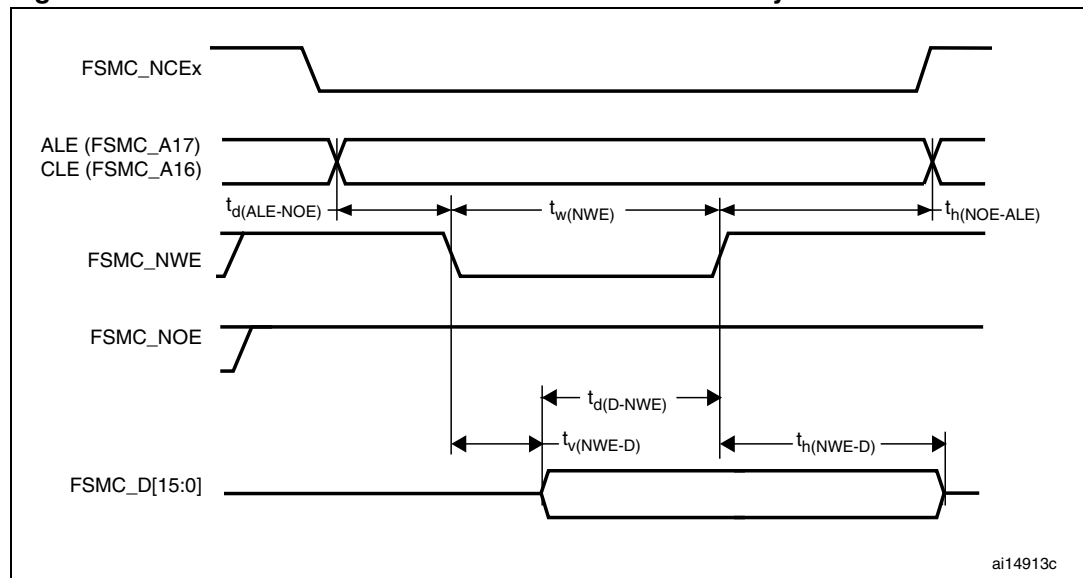 FSMC_NCEx
ALE (FSMC_A17)
CLE (FSMC_A16)
td(ALE-NOE)
tw(NWE)
th(NOE-ALE)
FSMC_NWE
FSMC_NOE
td(D-NWE)
tv(NWE-D)
th(NWE-D)
FSMC_D[15:0]
ai14913c